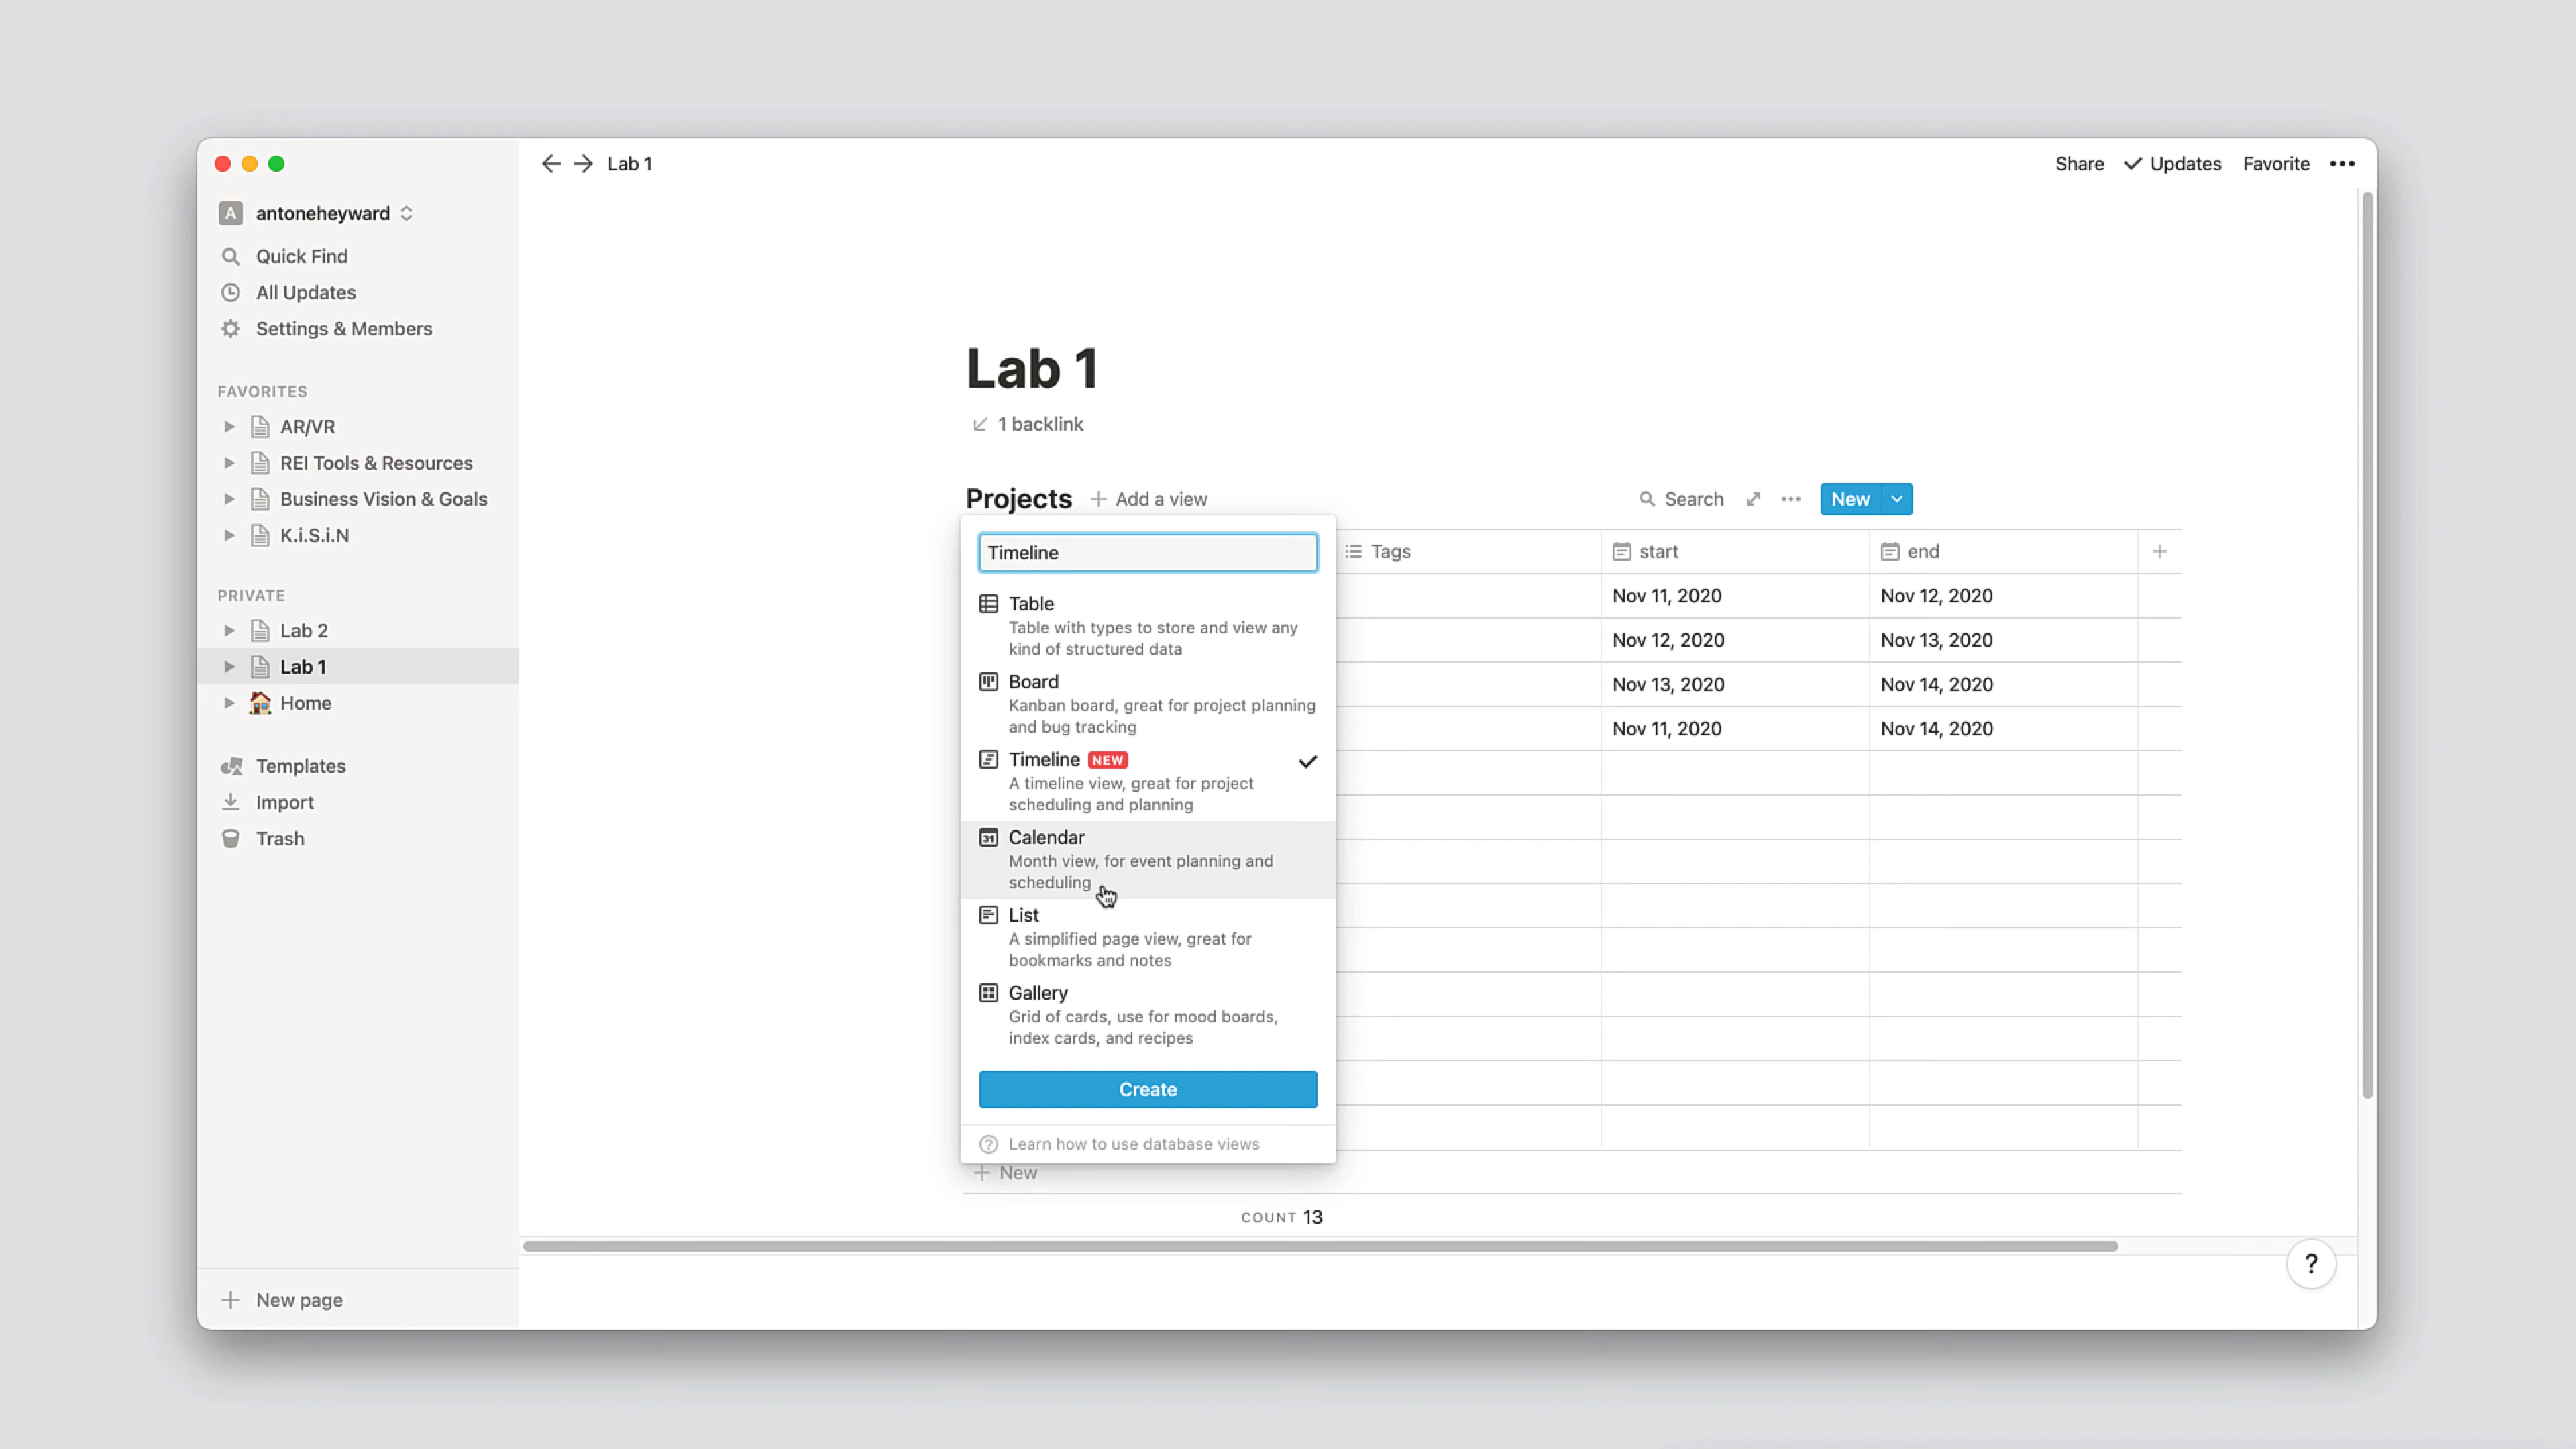 Lab 1
Share
Updates
Favorite
A
antoneheyward
Quick Find
All Updates
Settings & Members
FAVORITES
AR/VR
REI Tools & Resources
Business Vision & Goals
K.i.S.i.N
PRIVATE
Lab 2
Lab 1
Home
Templates
Import
Trash
New page
Lab 1
1 backlink
Projects
Add a view
Search
New
Timeline
Table
Table with types to store and view any
kind of structured data
Board
Kanban board, great for project planning
and bug tracking
Timeline NEW
A timeline view, great for project
scheduling and planning
31 Calendar
Month view, for event planning and
scheduling
List
A simplified page view, great for
bookmarks and notes
Gallery
Grid of cards, use for mood boards,
index cards, and recipes
Create
Learn how to use database views
Tags
start
end
Nov 11, 2020
Nov 12, 2020
Nov 12, 2020
Nov 13, 2020
Nov 13, 2020
Nov 14, 2020
Nov 11, 2020
Nov 14, 2020
New
COUNT 13
?